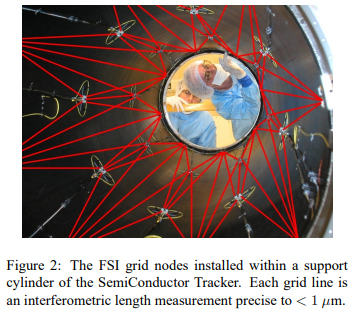 Figure 2: The FSI grid nodes installed within a support
cylinder of the SemiConductor Tracker. Each grid line is
an interferometric length measurement precise to < 1 μm.